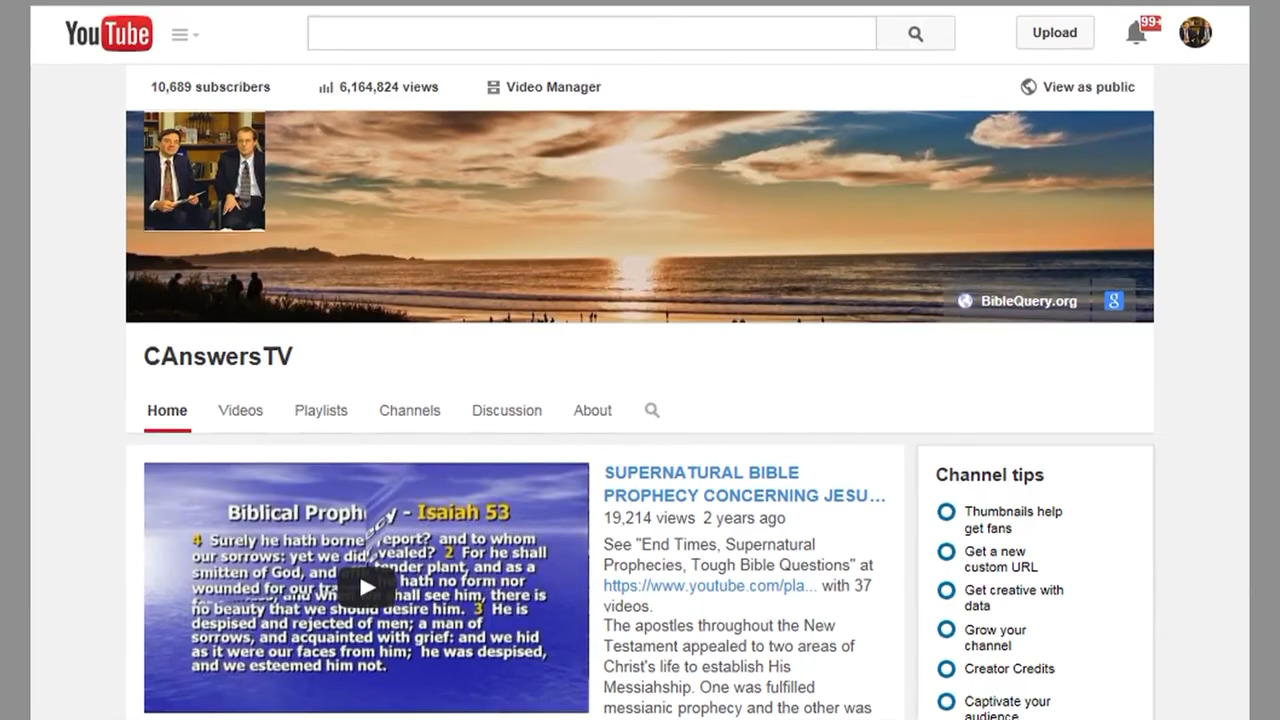 YouTube
Upload
99+
10,689 subscribers
6,164,824 views
Video Manager
View as public
BibleQuery.org
g
CAnswersTV
Home
Videos
Playlists
Channels
Discussion
About
Biblical Prophecy - Isaiah 53
4 Surely he hath borne eport? and to whom
our sorrows: yet we did vealed? 2 For he shall
smitten of God, and tender plant, and as a
wounded for our hath no form nor
hall see him, there is
no beauty that we should desire him. 3 He is
despised and rejected of men; a man of
sorrows, and acquainted with grief: and we hid
as it were our faces from him; he was despised,
and we esteemed him not.
SUPERNATURAL BIBLE
PROPHECY CONCERNING JESU...
19,214 views 2 years ago
See "End Times, Supernatural
Prophecies, Tough Bible Questions" at
https://www.youtube.com/pla... with 37
videos.
The apostles throughout the New
Testament appealed to two areas of
Christ's life to establish His
Messiahship. One was fulfilled
messianic prophecy and the other was
Channel tips
Thumbnails help
get fans
Get a new
custom URL
Get creative with
data
Grow your
channel
Creator Credits
Captivate your
audience